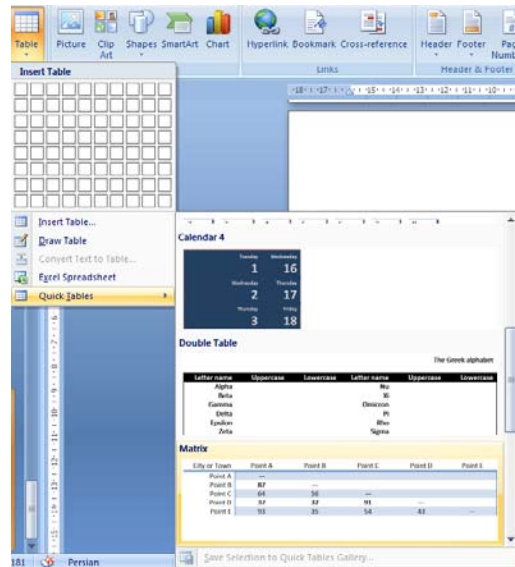 Table Picture Clip Art Shapes SmartArt Chart Hyperlink Bookmark Cross-reference Header Footer
Links Header & Footer
Insert Table
Insert Table...
Draw Table
Convert Text to Table...
Excel Spreadsheet
Quick Tables
Calendar 4
Tuesday Wednesday
1 16
Wednesday Thursday
2 17
Thursday Friday
3 18
Double Table
The Greek alphabet
Letter name Uppercase Lowercase Letter name Uppercase Lowercase
Alpha Nu
Beta Xi
Gamma Omicron
Delta Pi
Epsilon Rho
Zeta Sigma
Matrix
City or Town Point A Point B Point C Point D Point E
Point A —
Point B 87 —
Point C 64 56 —
Point D 37 32 91 —
Point E 93 35 54 43 —
Save Selection to Quick Tables Gallery...
181 Persian